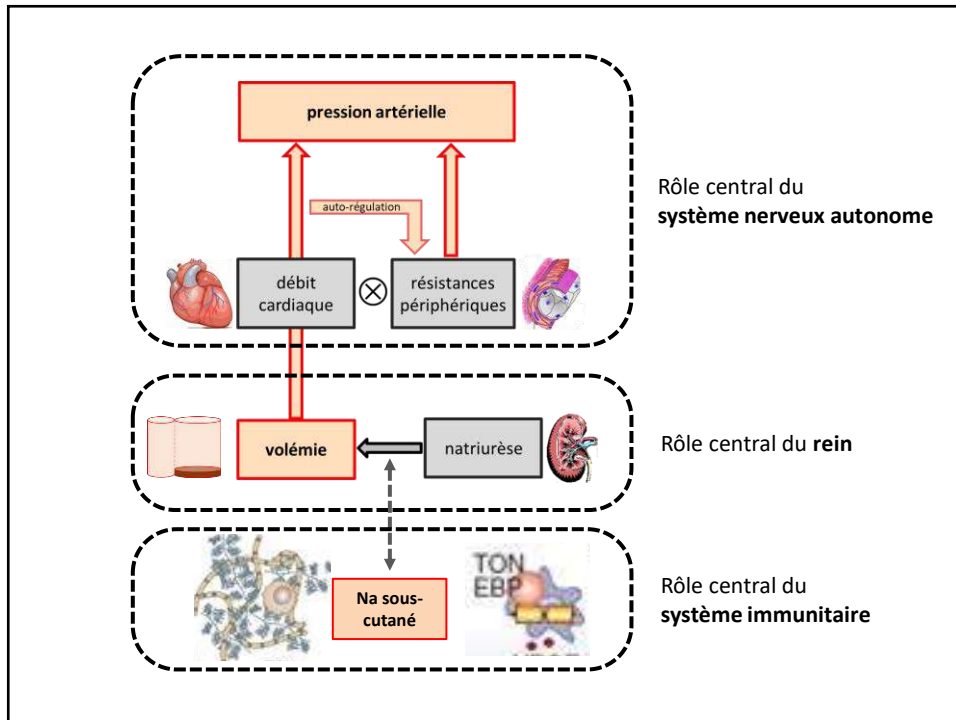 pression artérielle
Rôle central du
système nerveux autonome
auto-régulation
débit
cardiaque
résistances
périphériques
volémie
natriurèse
Rôle central du rein
TON
EBP
Na sous-
cutané
Rôle central du
système immunitaire